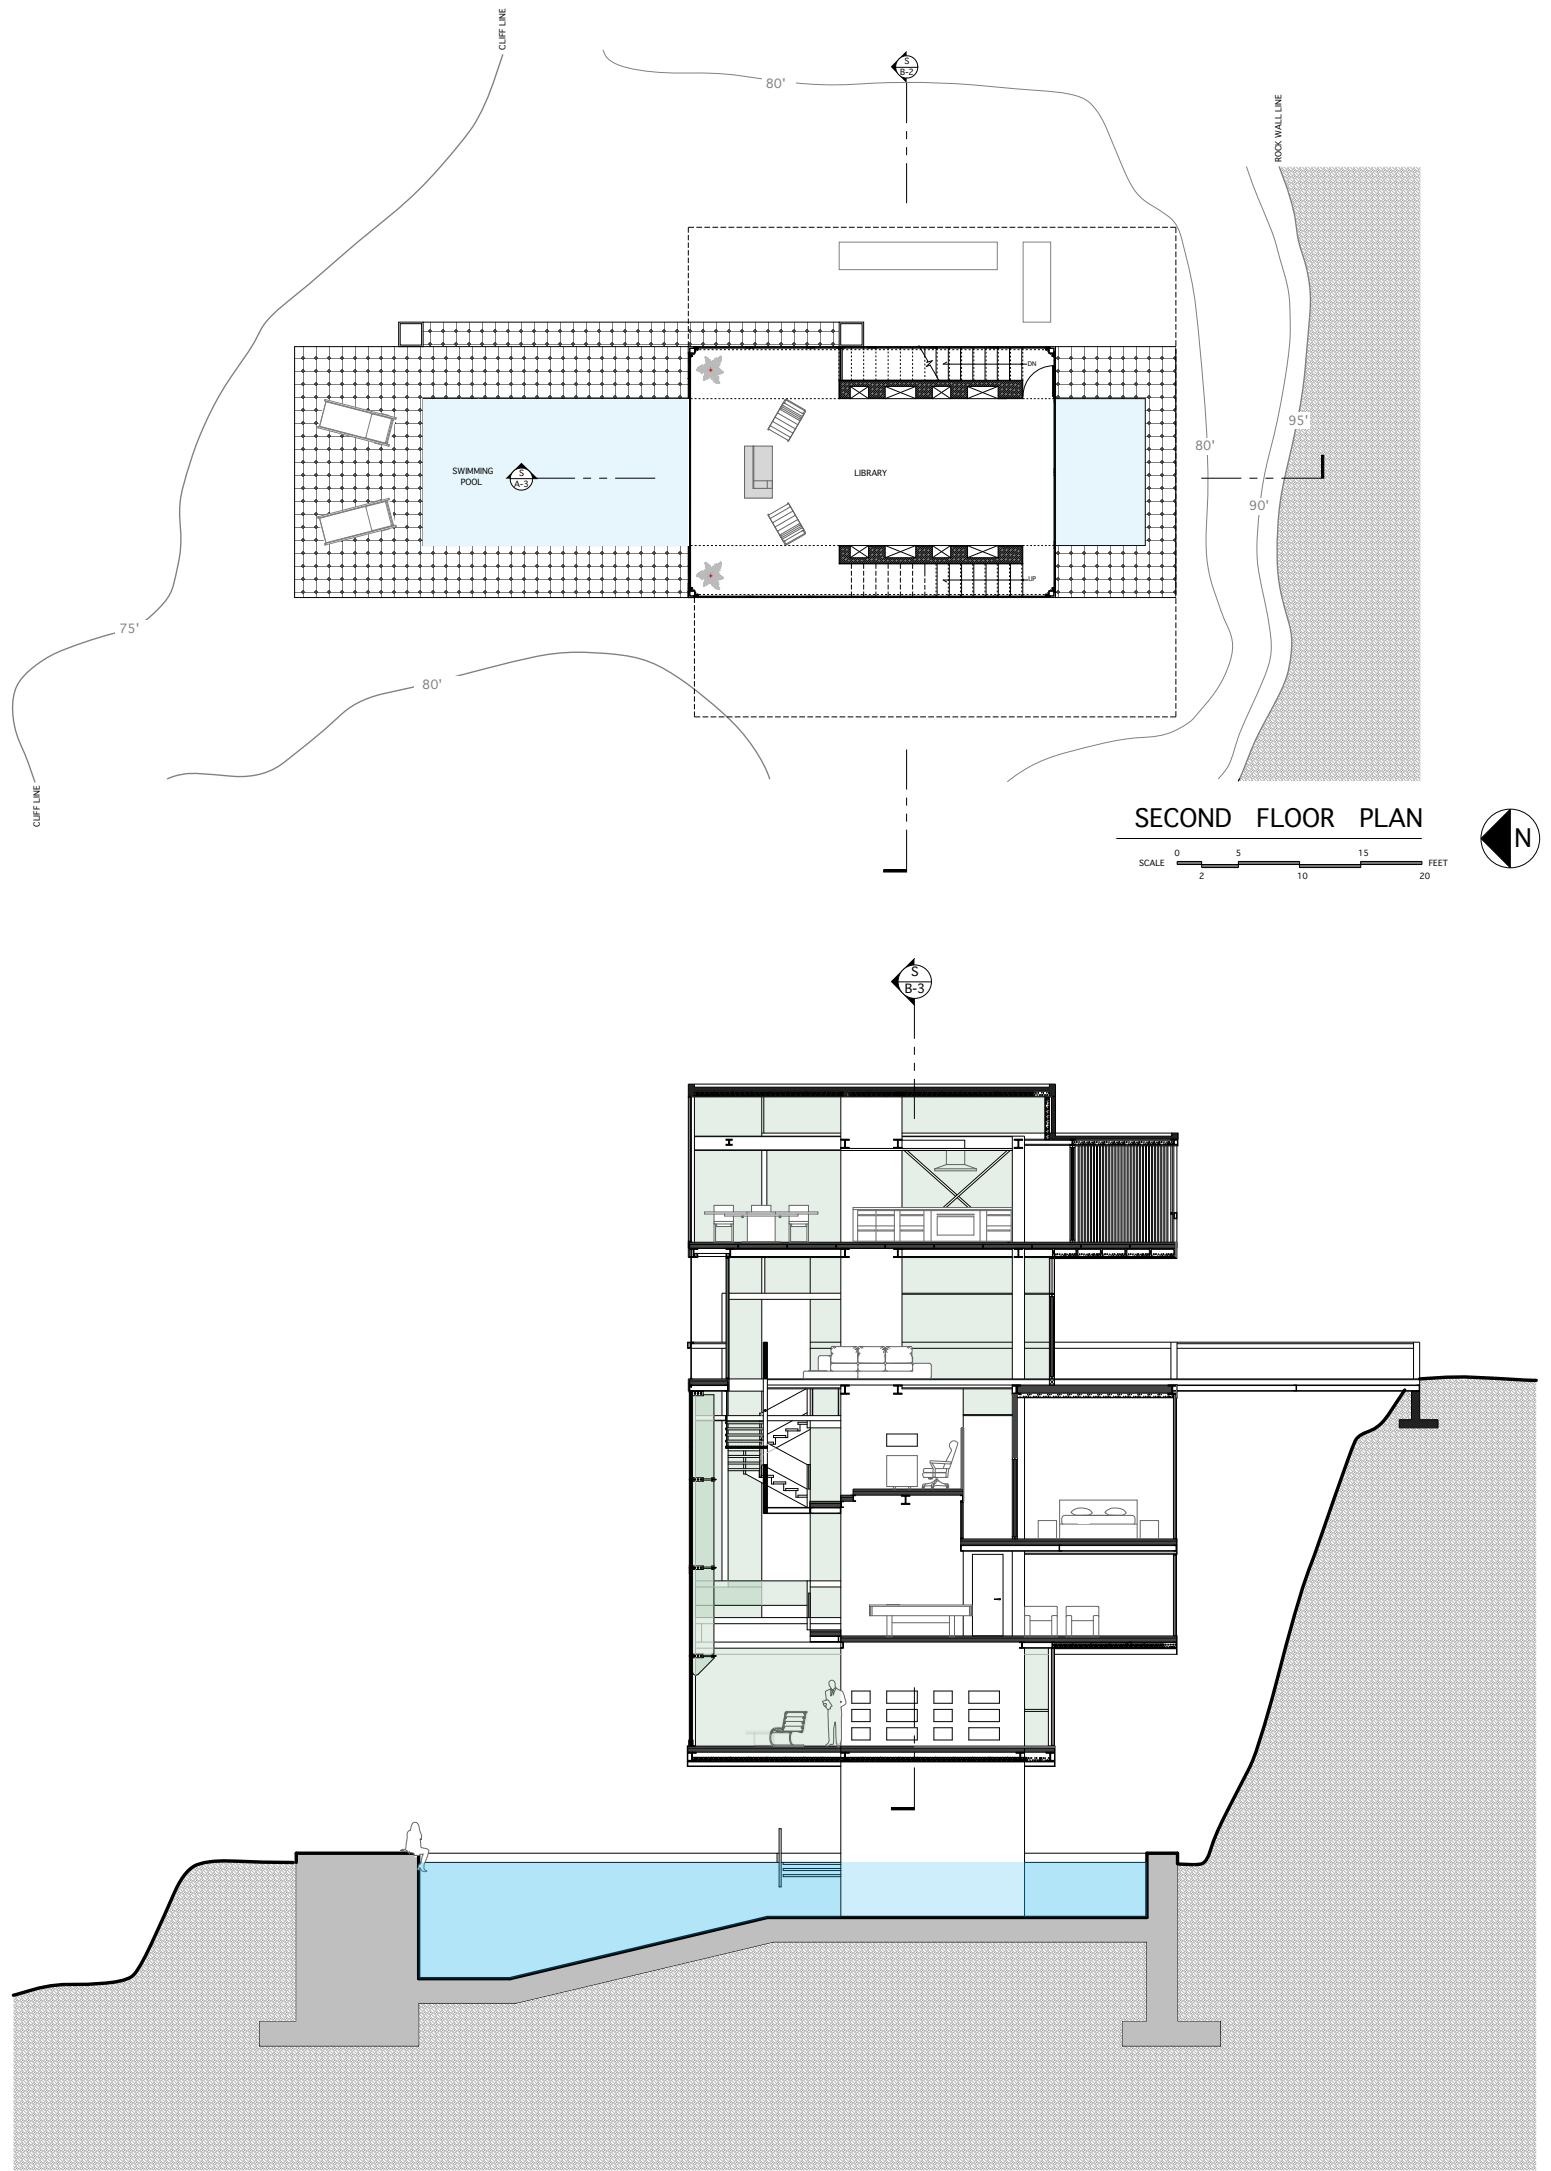 CLIFF LINE
S
B-2
80'
ROCK WALL LINE
DN
95'
80'
SWIMMING
POOL
S
A-3
LIBRARY
90'
UP
75'
80'
CLIFF LINE
SECOND FLOOR PLAN
N
0 5 15
SCALE FEET
2 10 20
S
B-3